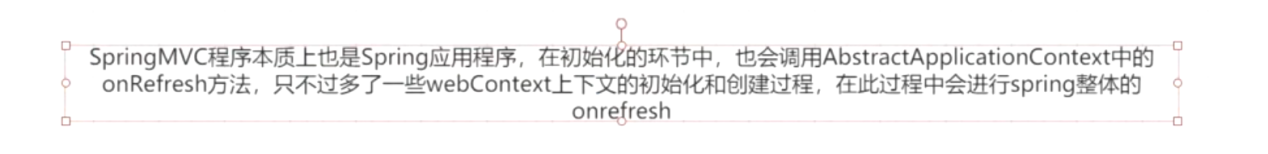 SpringMVC程序本质上也是Spring应用程序，在初始化的环节中，也会调用AbstractApplicationContext中的
onRefresh方法，只不过多了一些webContext上下文的初始化和创建过程，在此过程中会进行spring整体的
onrefresh